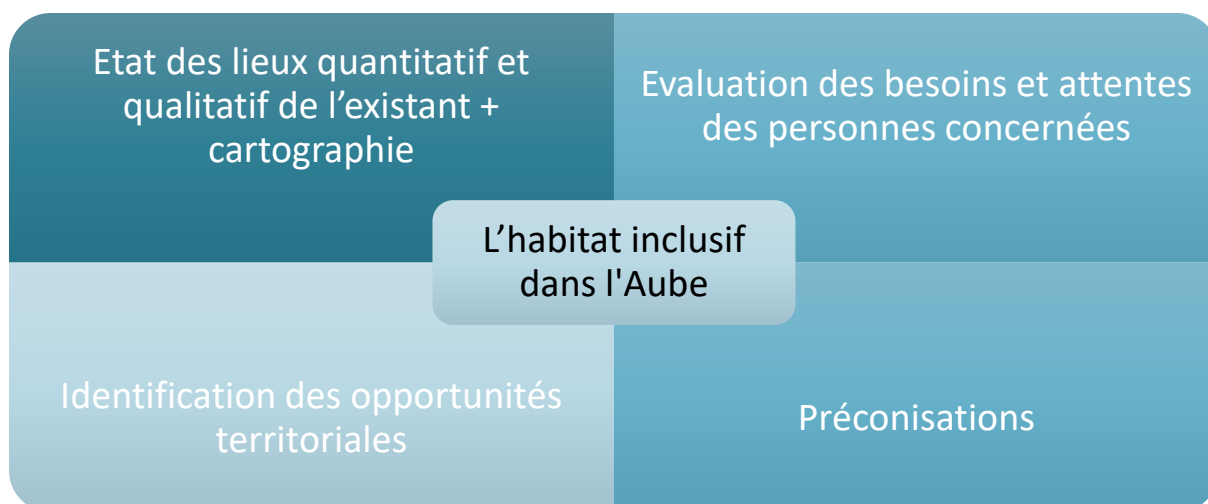 Etat des lieux quantitatif et
qualitatif de l’existant +
cartographie
Evaluation des besoins et attentes
des personnes concernées
L’habitat inclusif
dans l'Aube
Identification des opportunités
territoriales
Préconisations